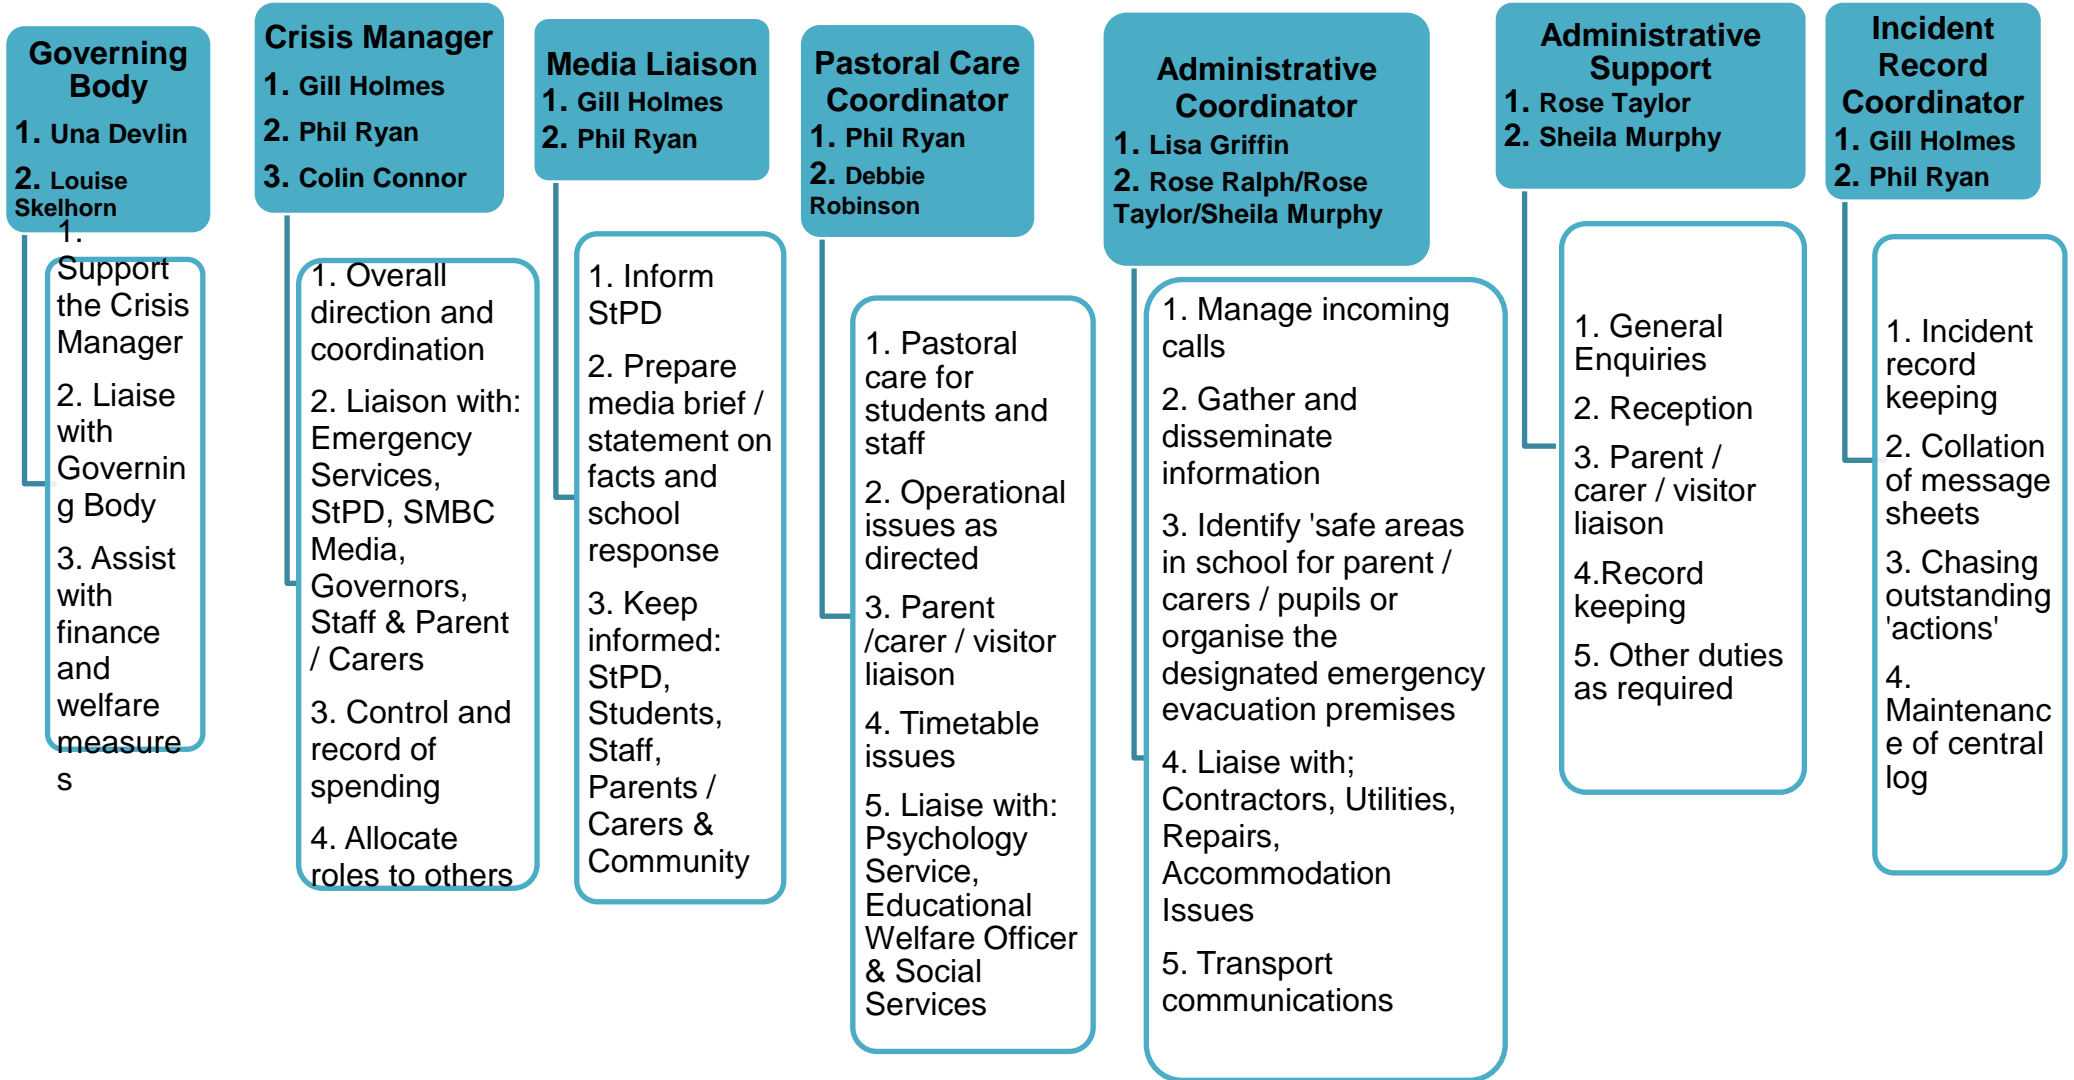 Governing
Body
1. Una Devlin
2. Louise
Skelhorn
1.
Support
the Crisis
Manager
2. Liaise
with
Governin
g Body
3. Assist
with
finance
and
welfare
measure
s
Crisis Manager
1. Gill Holmes
2. Phil Ryan
3. Colin Connor
1. Overall
direction and
coordination
2. Liaison with:
Emergency
Services,
StPD, SMBC
Media,
Governors,
Staff & Parent
/ Carers
3. Control and
record of
spending
4. Allocate
roles to others
Media Liaison
1. Gill Holmes
2. Phil Ryan
1. Inform
StPD
2. Prepare
media brief /
statement on
facts and
school
response
3. Keep
informed:
StPD,
Students,
Staff,
Parents /
Carers &
Community
Pastoral Care
Coordinator
1. Phil Ryan
2. Debbie
Robinson
1. Pastoral
care for
students and
staff
2. Operational
issues as
directed
3. Parent
/carer / visitor
liaison
4. Timetable
issues
5. Liaise with:
Psychology
Service,
Educational
Welfare Officer
& Social
Services
Administrative
Coordinator
1. Lisa Griffin
2. Rose Ralph/Rose
Taylor/Sheila Murphy
1. Manage incoming
calls
2. Gather and
disseminate
information
3. Identify 'safe areas
in school for parent /
carers / pupils or
organise the
designated emergency
evacuation premises
4. Liaise with;
Contractors, Utilities,
Repairs,
Accommodation
Issues
5. Transport
communications
Administrative
Support
1. Rose Taylor
2. Sheila Murphy
1. General
Enquiries
2. Reception
3. Parent /
carer / visitor
liaison
4.Record
keeping
5. Other duties
as required
Incident
Record
Coordinator
1. Gill Holmes
2. Phil Ryan
1. Incident
record
keeping
2. Collation
of message
sheets
3. Chasing
outstanding
'actions'
4.
Maintenanc
e of central
log